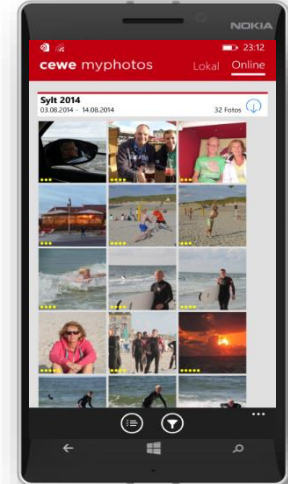 NOKIA
23:12
cewe myphotos
Lokal Online
Sylt 2014
03.08.2014 - 14.08.2014
32 Fotos